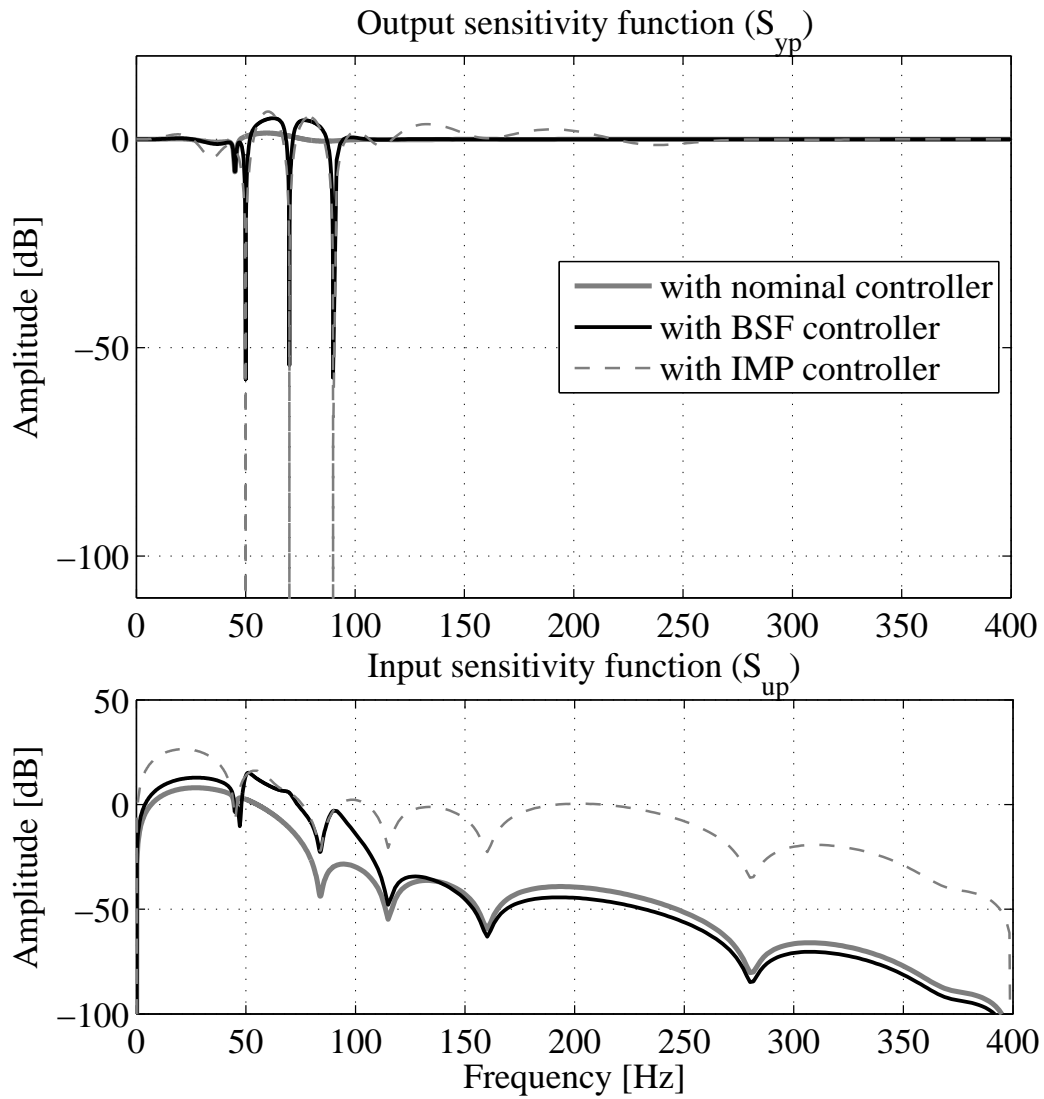 Output sensitivity function (S_yp)
Amplitude [dB]
0
−50
−100
with nominal controller
with BSF controller
with IMP controller
0 50 100 150 200 250 300 350 400
Input sensitivity function (S_up)
Amplitude [dB]
50
0
−50
−100
0 50 100 150 200 250 300 350 400
Frequency [Hz]